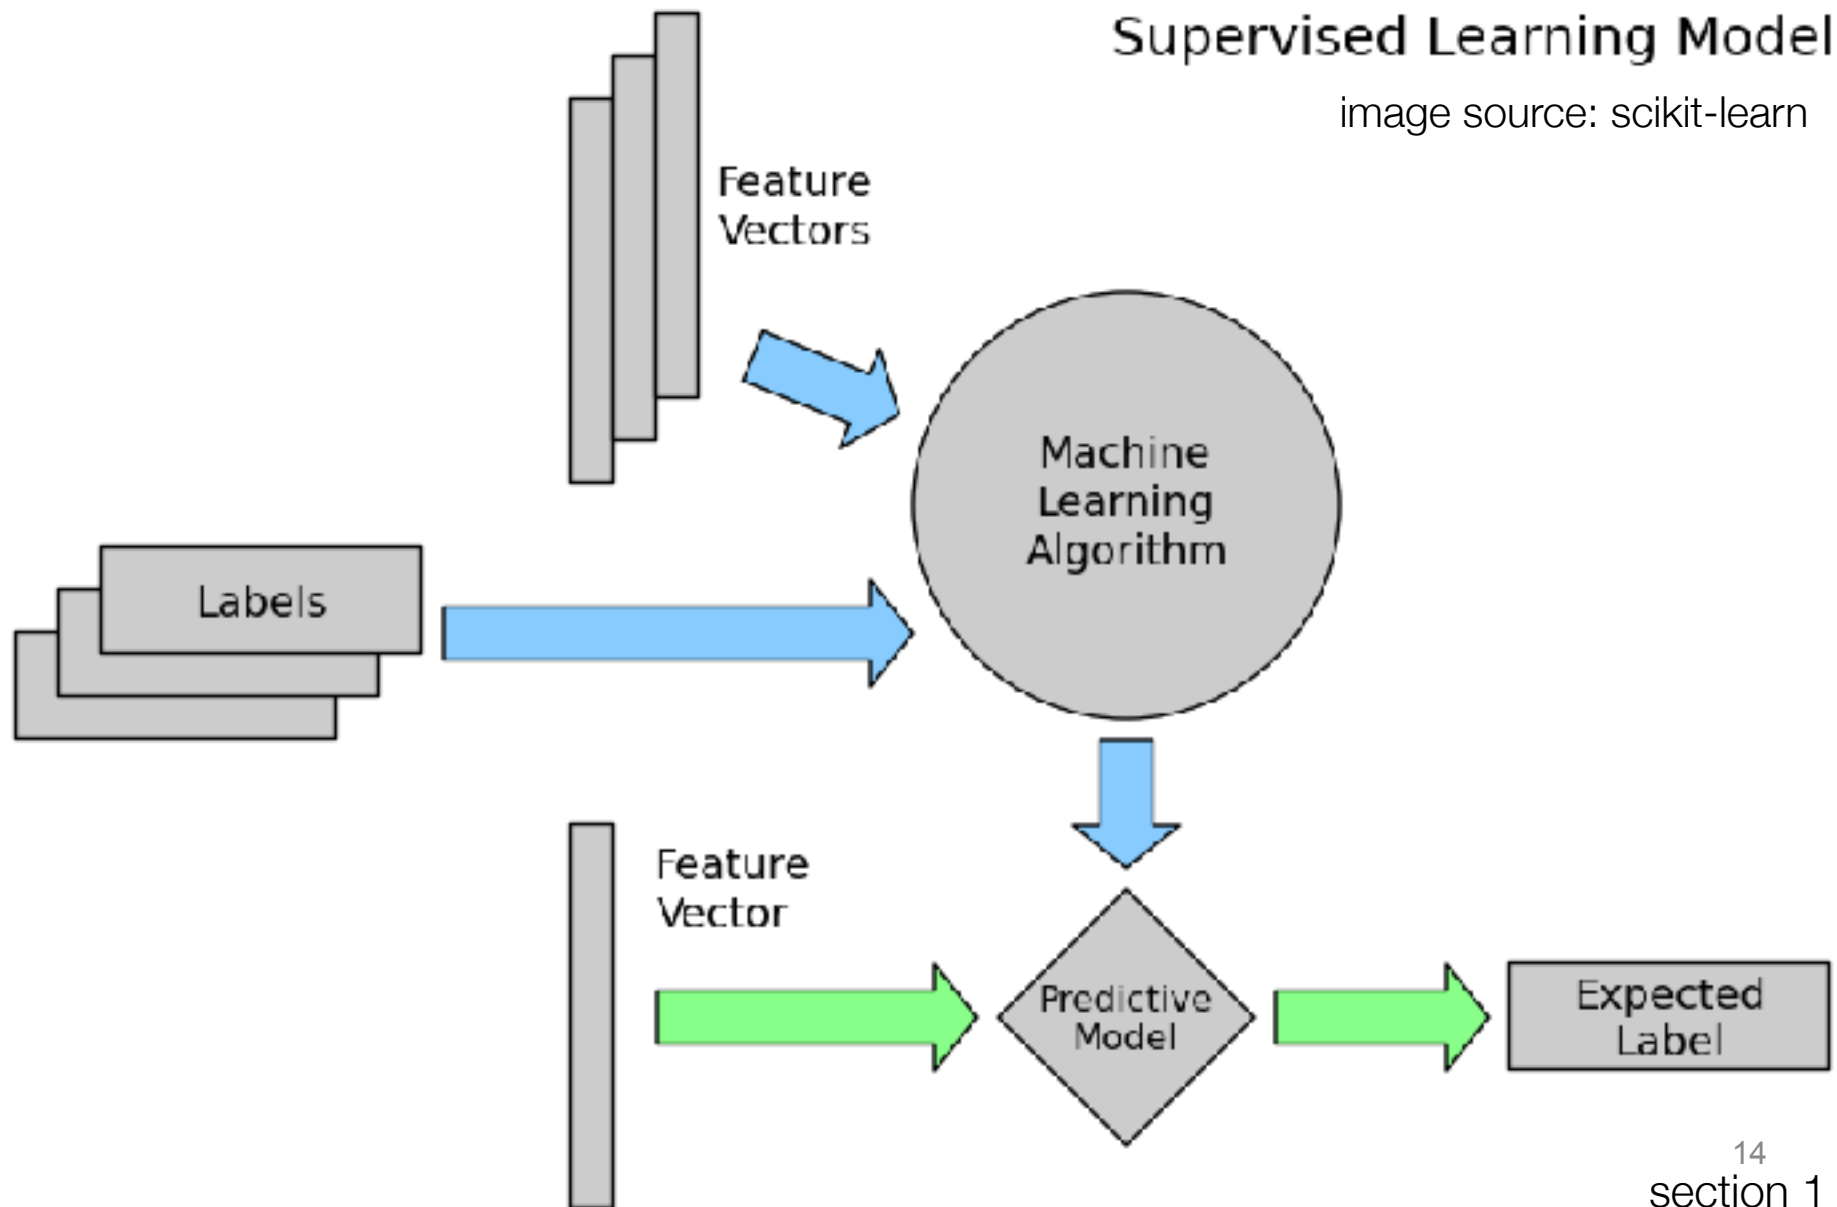 Supervised Learning Model
image source: scikit-learn
Feature
Vectors
Machine
Learning
Algorithm
Labels
Feature
Vector
Predictive
Model
Expected
Label
14
section 1